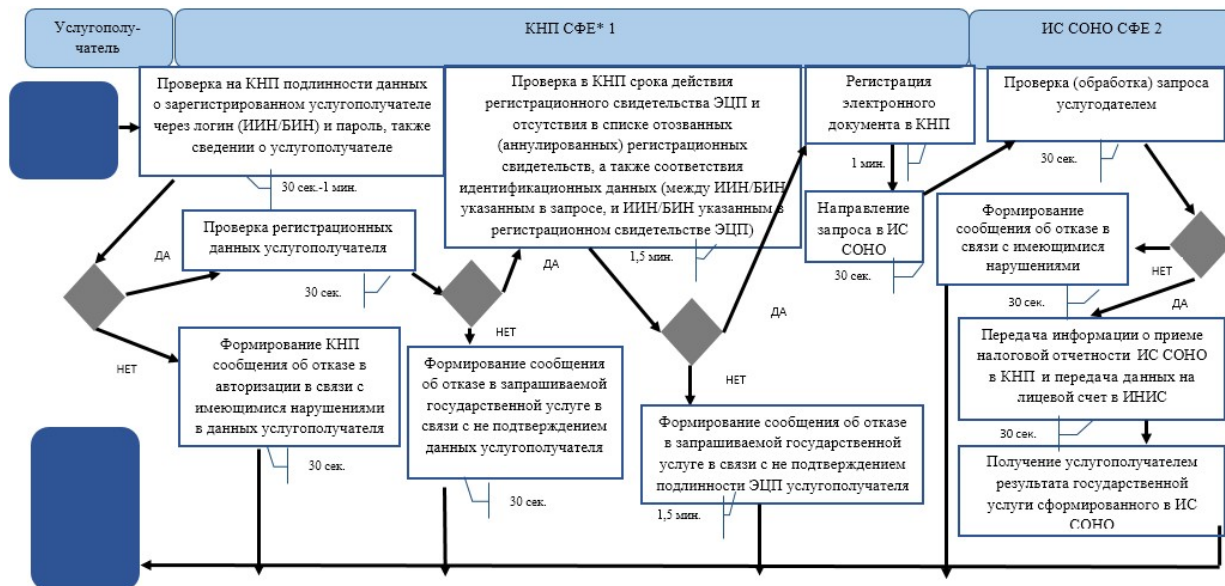 Услугополу-
чатель
КНП СФЕ* 1
ИС СОНО СФЕ 2
Проверка на КНП подлинности данных
о зарегистрированном услугополучателе
через логин (ИИН/БИН) и пароль, также
сведении о услугополучателе
30 сек.-1 мин.
Проверка регистрационных
данных услугополучателя
30 сек.
ДА
НЕТ
Формирование КНП
сообщения об отказе в
авторизации в связи с
имеющимися нарушениями
в данных услугополучателя
30 сек.
Проверка в КНП срока действия
регистрационного свидетельства ЭЦП и
отсутствия в списке отозванных
(аннулированных) регистрационных
свидетельств, а также соответствия
идентификационных данных (между ИИН/БИН
указанным в запросе, и ИИН/БИН указанным в
регистрационном свидетельстве ЭЦП)
1,5 мин.
ДА
НЕТ
Формирование сообщения
об отказе в запрашиваемой
государственной услуге в
связи с не подтверждением
данных услугополучателя
30 сек.
ДА
НЕТ
Формирование сообщения об отказе
в запрашиваемой государственной
услуге в связи с не подтверждением
подлинности ЭЦП услугополучателя
1,5 мин.
Регистрация
электронного
документа в КНП
1 мин.
Направление
запроса в ИС
СОНО
30 сек.
Проверка (обработка) запроса
услугодателем
30 сек.
Формирование
сообщения об отказе в
связи с имеющимися
нарушениями
НЕТ
30 сек.
ДА
Передача информации о приеме
налоговой отчетности ИС СОНО
в КНП и передача данных на
лицевой счет в ИНИС
30 сек.
Получение услугополучателем
результата государственной
услуги сформированного в ИС
СОНО